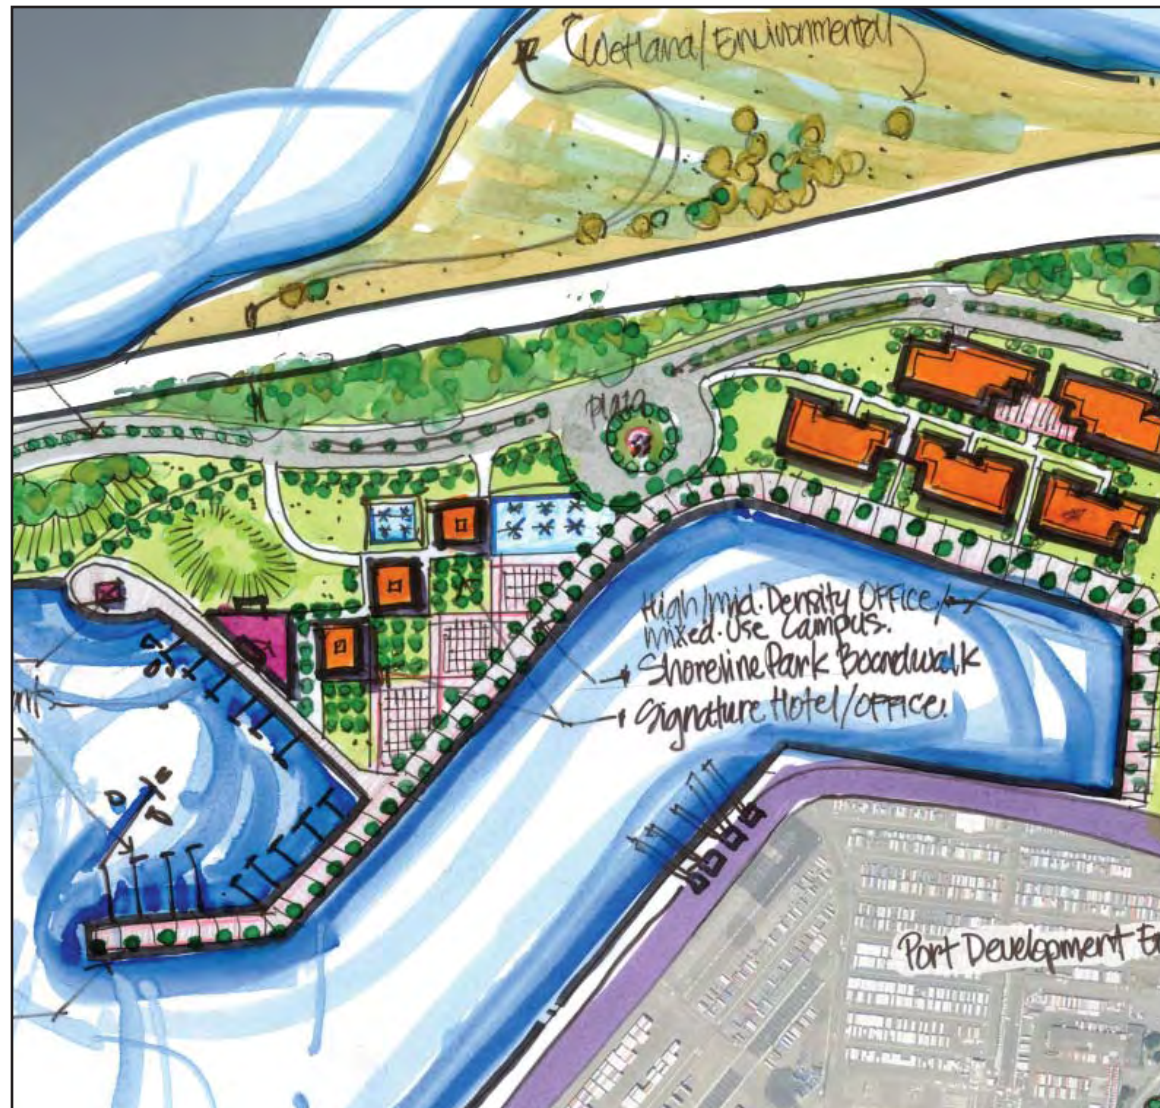 Wetland/Environmental
Plaza
High/Mid. Density Office/
Mixed. Use Campus.
Shoreline Park Boardwalk
Signature Hotel/Office.
Port Development